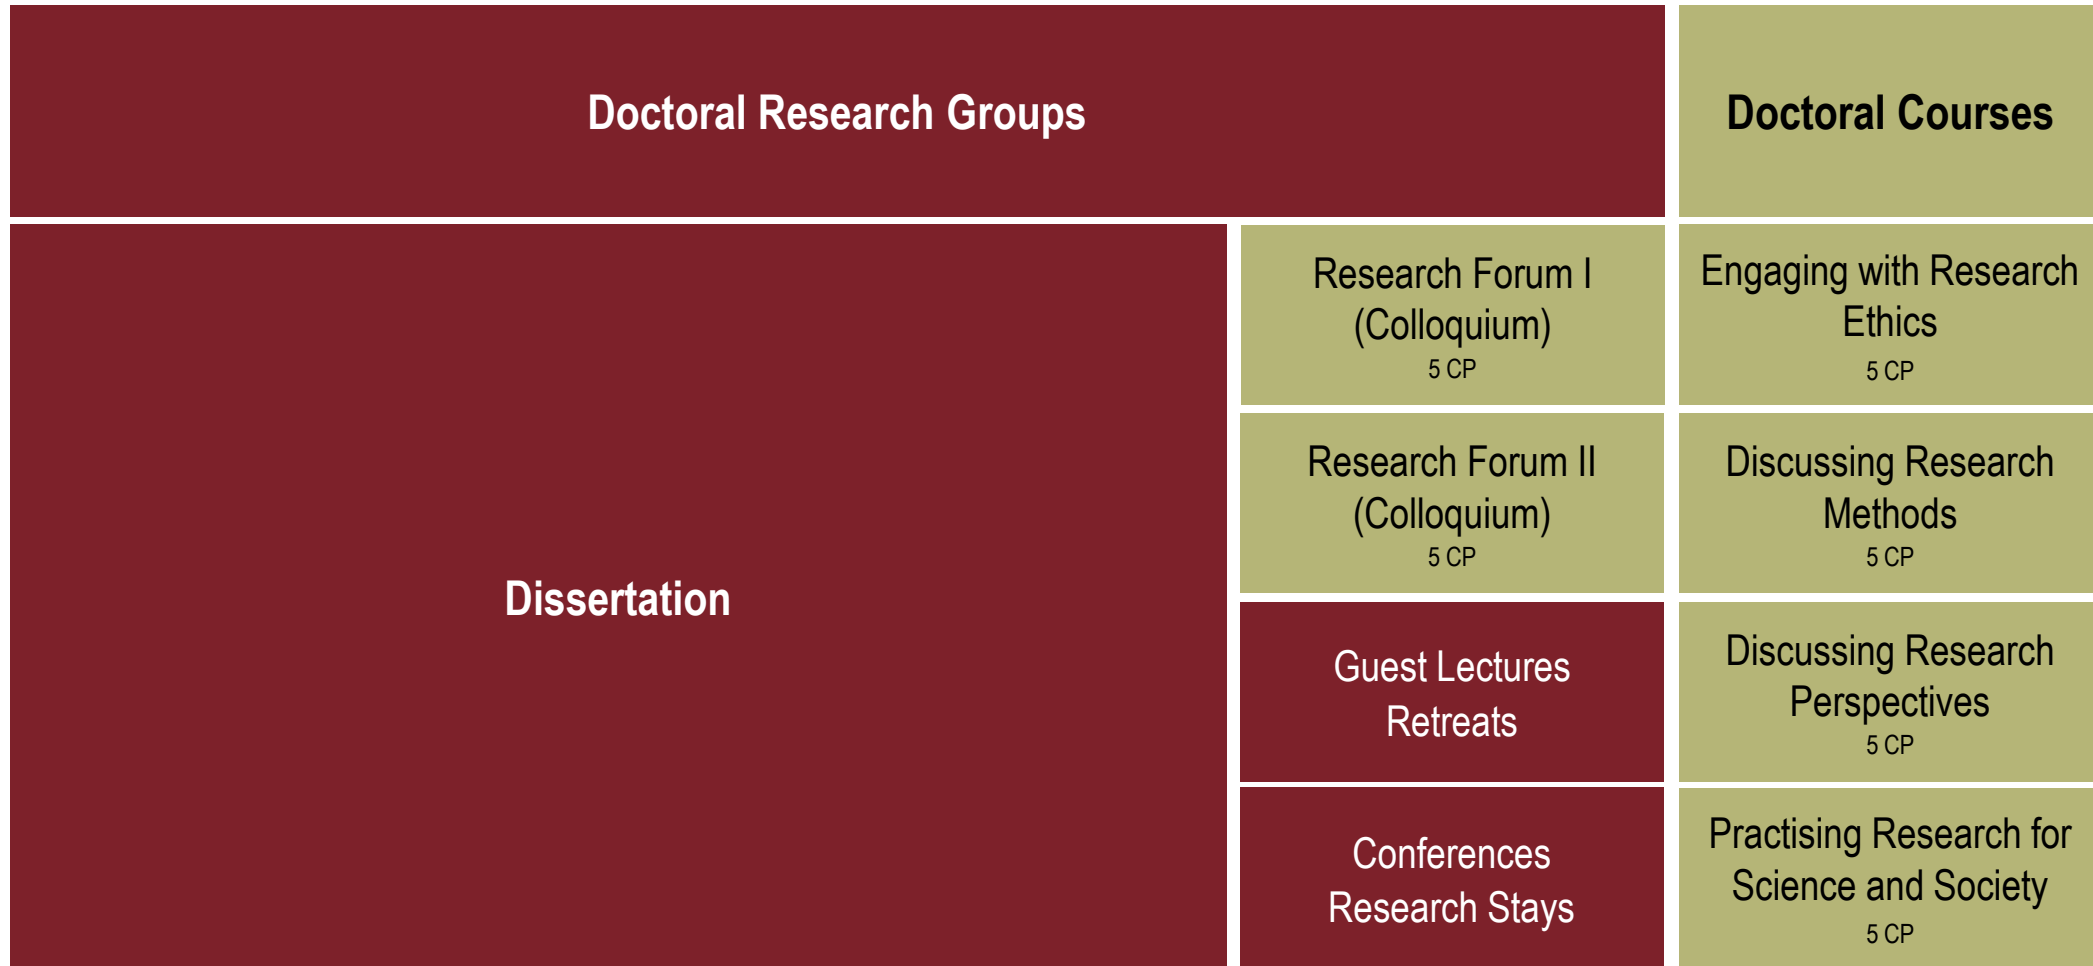 Doctoral Research Groups
Doctoral Courses
Dissertation
Research Forum I
(Colloquium)
5 CP
Research Forum II
(Colloquium)
5 CP
Guest Lectures
Retreats
Conferences
Research Stays
Engaging with Research
Ethics
5 CP
Discussing Research
Methods
5 CP
Discussing Research
Perspectives
5 CP
Practising Research for
Science and Society
5 CP